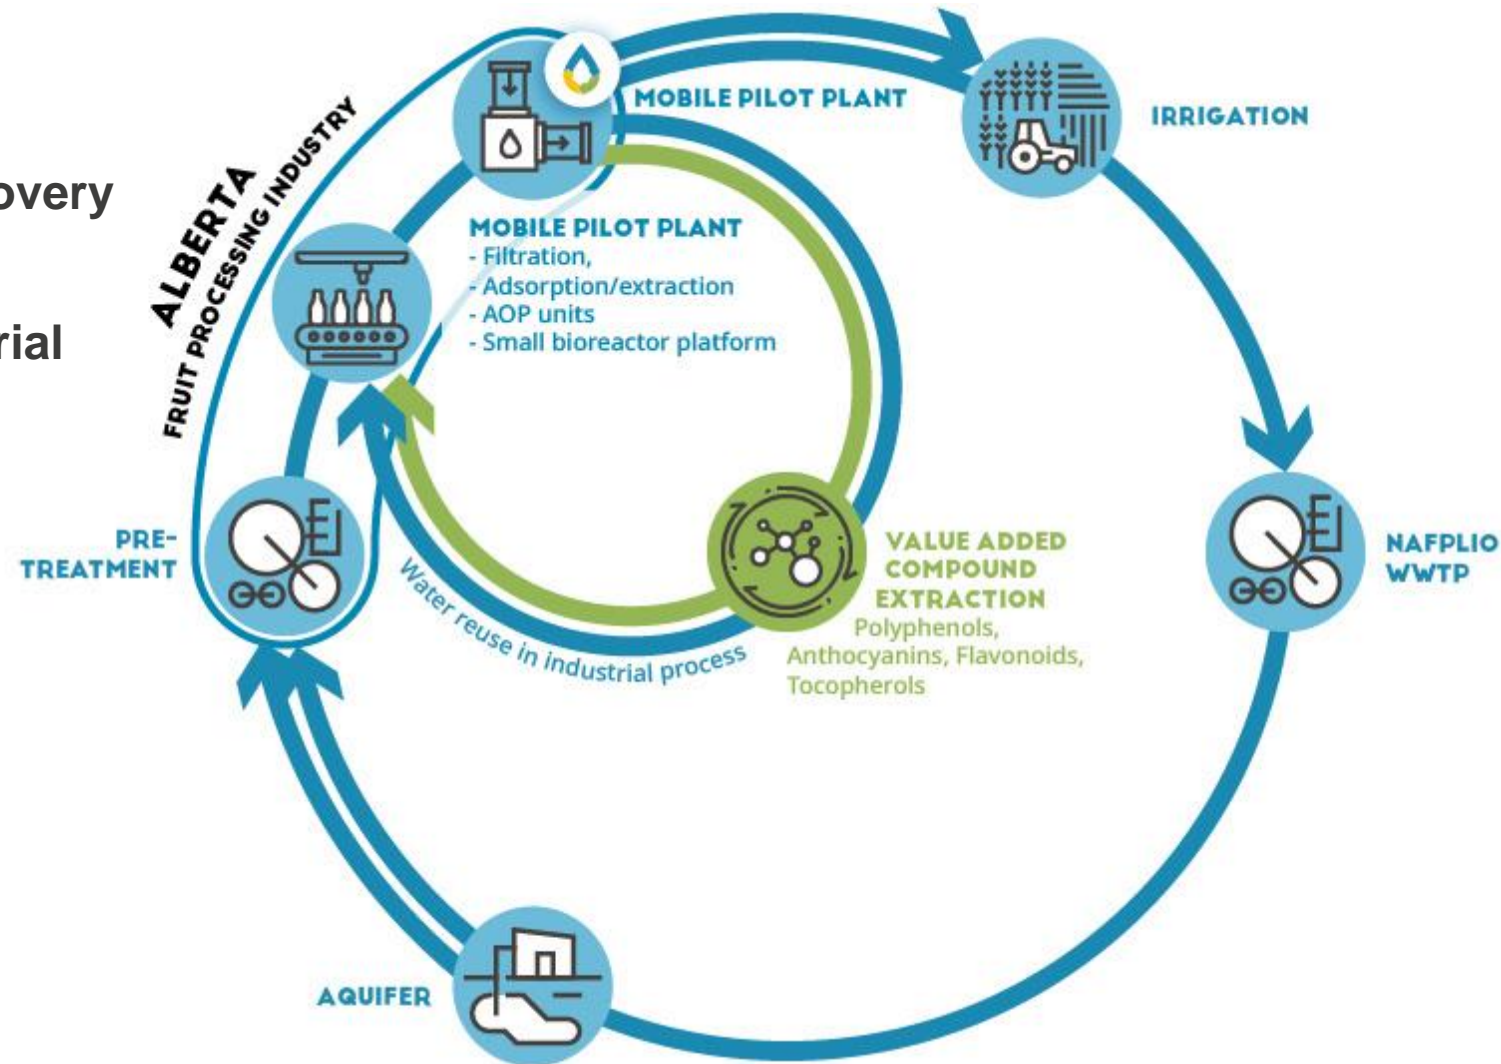 overy
rial
ALBERTA
FRUIT PROCESSING INDUSTRY
MOBILE PILOT PLANT
IRRIGATION
MOBILE PILOT PLANT
- Filtration,
- Adsorption/extraction
- AOP units
- Small bioreactor platform
PRE-
TREATMENT
Water reuse in industrial process
VALUE ADDED
COMPOUND
EXTRACTION
Polyphenols,
Anthocyanins, Flavonoids,
Tocopherols
NAFPLIO
WWTP
AQUIFER